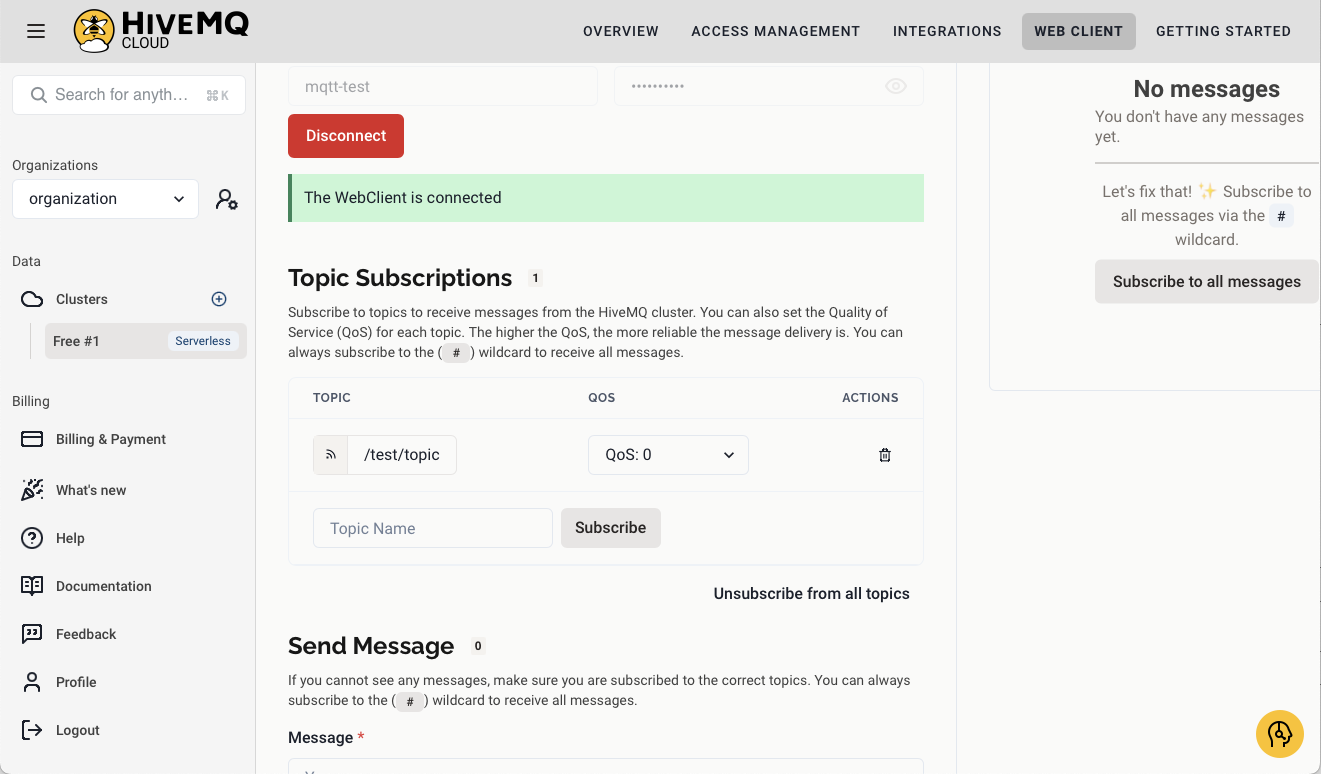 HIVEMQ
CLOUD
OVERVIEW
ACCESS MANAGEMENT
INTEGRATIONS
WEB CLIENT
GETTING STARTED
Search for anyth...
⌘ K
Organizations
organization
Data
Clusters
Free #1
Serverless
Billing
Billing & Payment
What's new
Help
Documentation
Feedback
Profile
Logout
mqtt-test
••••••••••
Disconnect
The WebClient is connected
Topic Subscriptions 1
Subscribe to topics to receive messages from the HiveMQ cluster. You can also set the Quality of
Service (QoS) for each topic. The higher the QoS, the more reliable the message delivery is. You can
always subscribe to the ( # ) wildcard to receive all messages.
TOPIC
QOS
ACTIONS
/test/topic
QoS: 0
Topic Name
Subscribe
Unsubscribe from all topics
Send Message 0
If you cannot see any messages, make sure you are subscribed to the correct topics. You can always
subscribe to the ( # ) wildcard to receive all messages.
Message *
No messages
You don't have any messages
yet.
Let's fix that! ✨ Subscribe to
all messages via the #
wildcard.
Subscribe to all messages